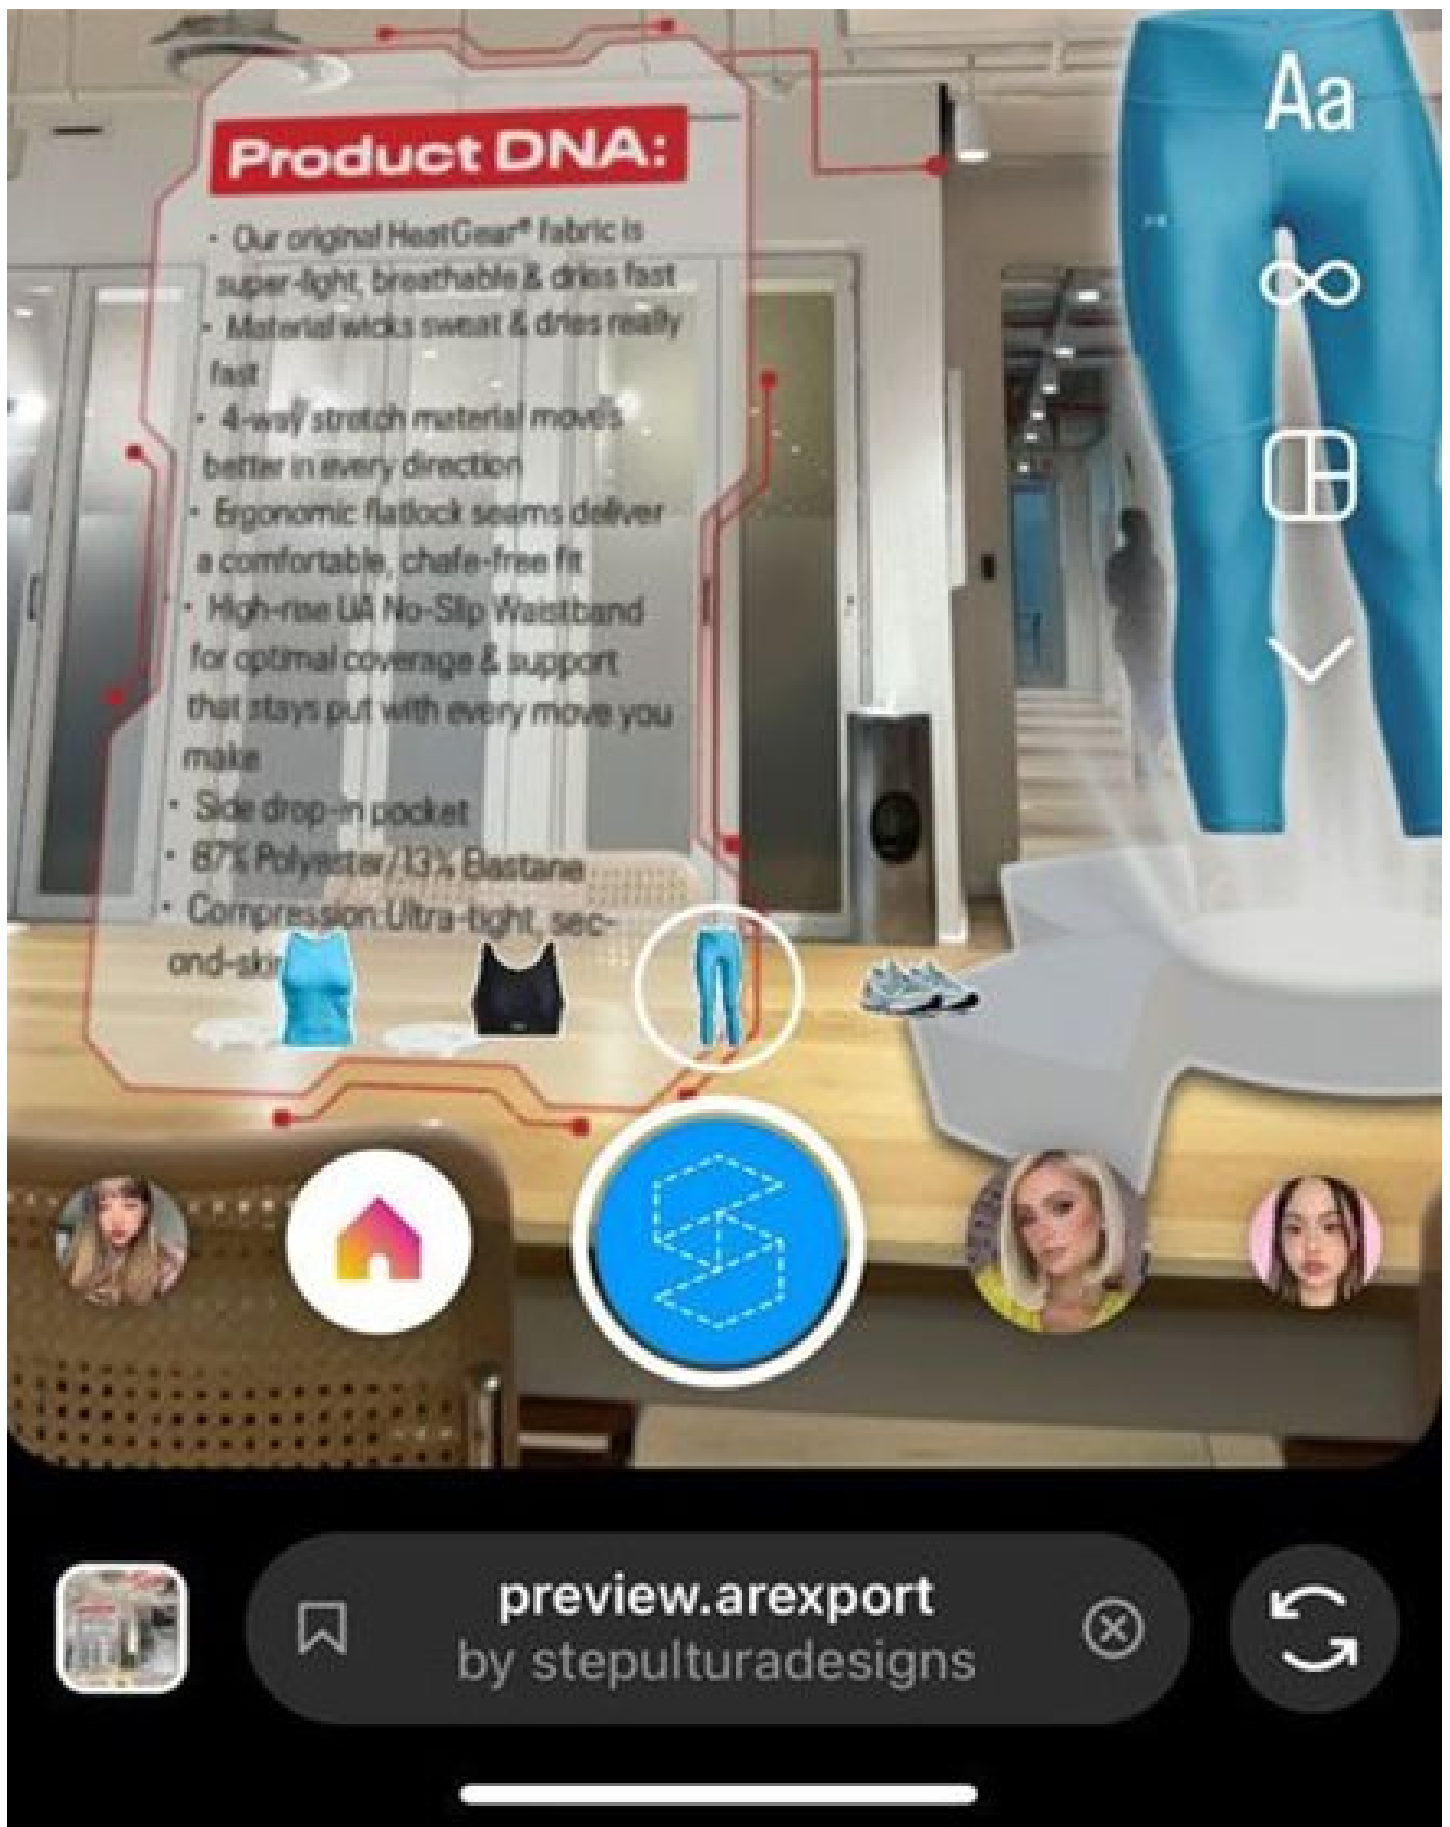 Aa
Product DNA:
• Our original HeatGear® fabric is
super-light, breathable & dries fast
• Material wicks sweat & dries really
fast
• 4-way stretch material moves
better in every direction
• Ergonomic flatlock seams deliver
a comfortable, chafe-free fit
• High-rise UA No-Slip Waistband
for optimal coverage & support
that stays put with every move you
make
• Side drop-in pocket
• 87% Polyester/13% Elastane
• Compression:Ultra-tight, sec-
ond-skin
preview.arexport
by stepulturadesigns